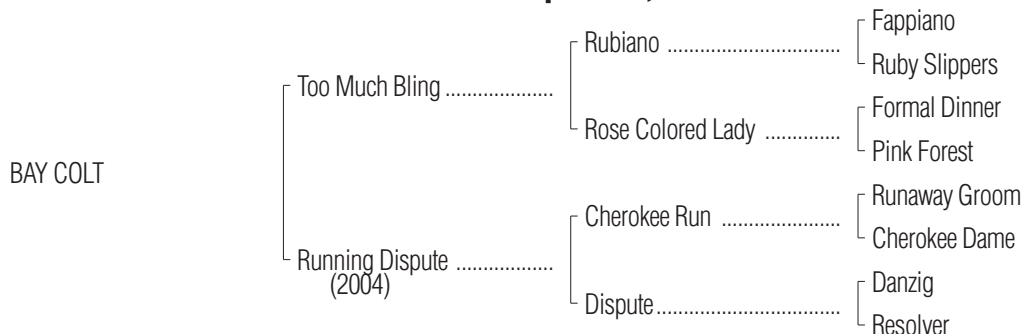 Fappiano
Rubiano ................................
Ruby Slippers
Too Much Bling ....................
Formal Dinner
Rose Colored Lady ..............
Pink Forest
BAY COLT
Runaway Groom
Cherokee Run ......................
Cherokee Dame
Running Dispute ..................
(2004)
Danzig
Dispute..................................
Resolver